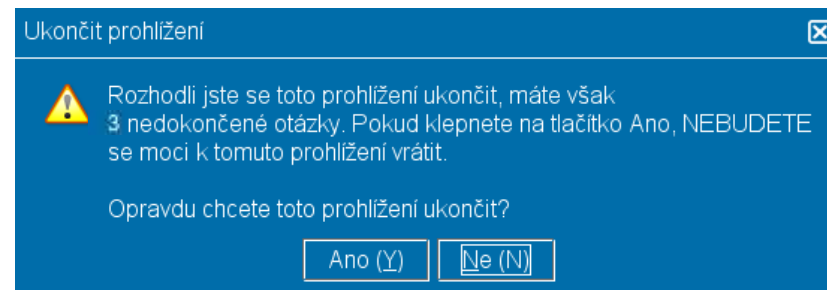 Ukončit prohlížení
Rozhodli jste se toto prohlížení ukončit, máte však
3 nedokončené otázky. Pokud klepnete na tlačítko Ano, NEBUDETE
se moci k tomuto prohlížení vrátit.
Opravdu chcete toto prohlížení ukončit?
Ano (Y) Ne (N)